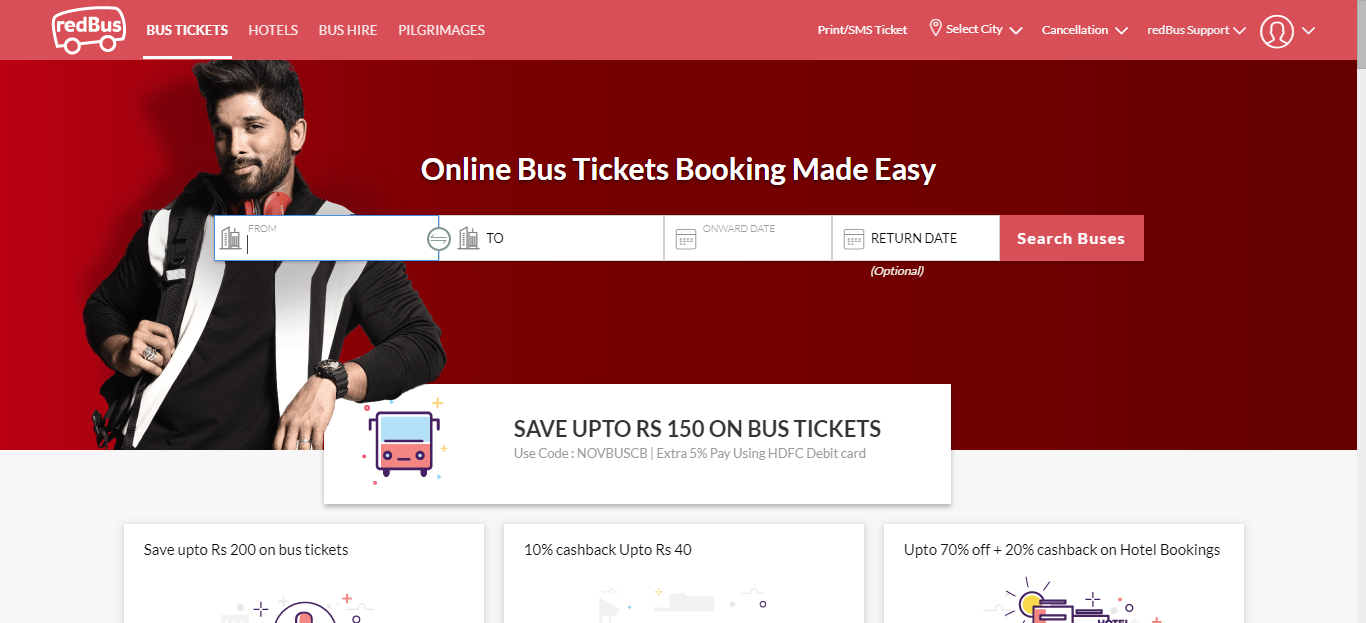 redBus
BUS TICKETS HOTELS BUS HIRE PILGRIMAGES
Print/SMS Ticket Select City Cancellation redBus Support
Online Bus Tickets Booking Made Easy
FROM
TO
ONWARD DATE
RETURN DATE
Search Buses
(Optional)
SAVE UPTO RS 150 ON BUS TICKETS
Use Code : NOVBUSCB | Extra 5% Pay Using HDFC Debit card
Save upto Rs 200 on bus tickets
10% cashback Upto Rs 40
Upto 70% off + 20% cashback on Hotel Bookings
HOTEL